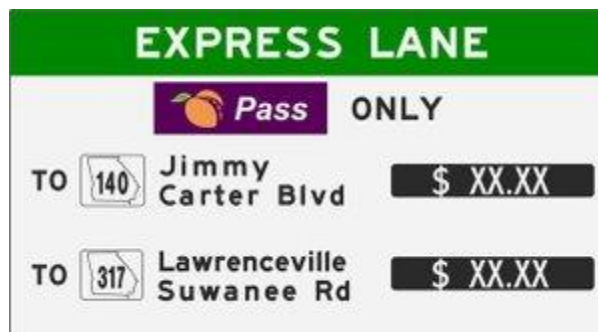 EXPRESS LANE
Pass ONLY
TO 140 Jimmy
Carter Blvd $ XX.XX
TO 317 Lawrenceville
Suwanee Rd $ XX.XX